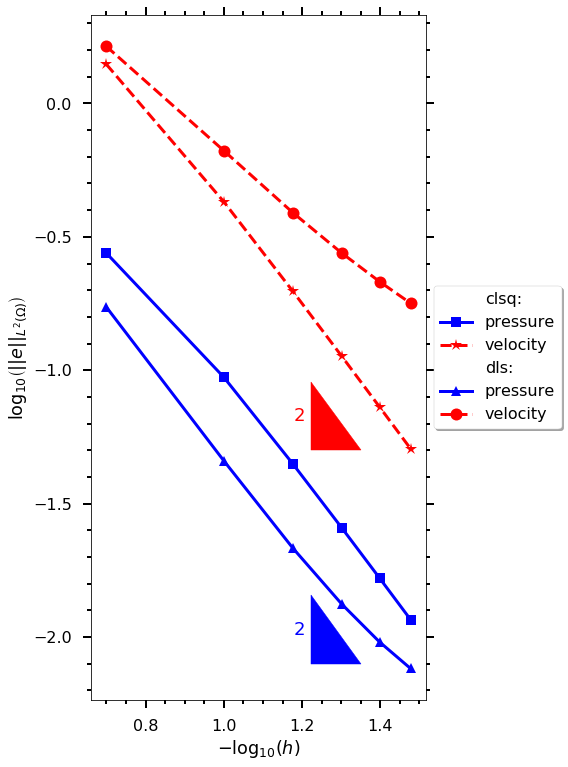 0.0
−0.5
−1.0
−1.5
−2.0
log₁₀(||e||_{L²(Ω)})
2
2
0.8
1.0
1.2
1.4
−log₁₀(h)
clsq:
pressure
velocity
dls:
pressure
velocity